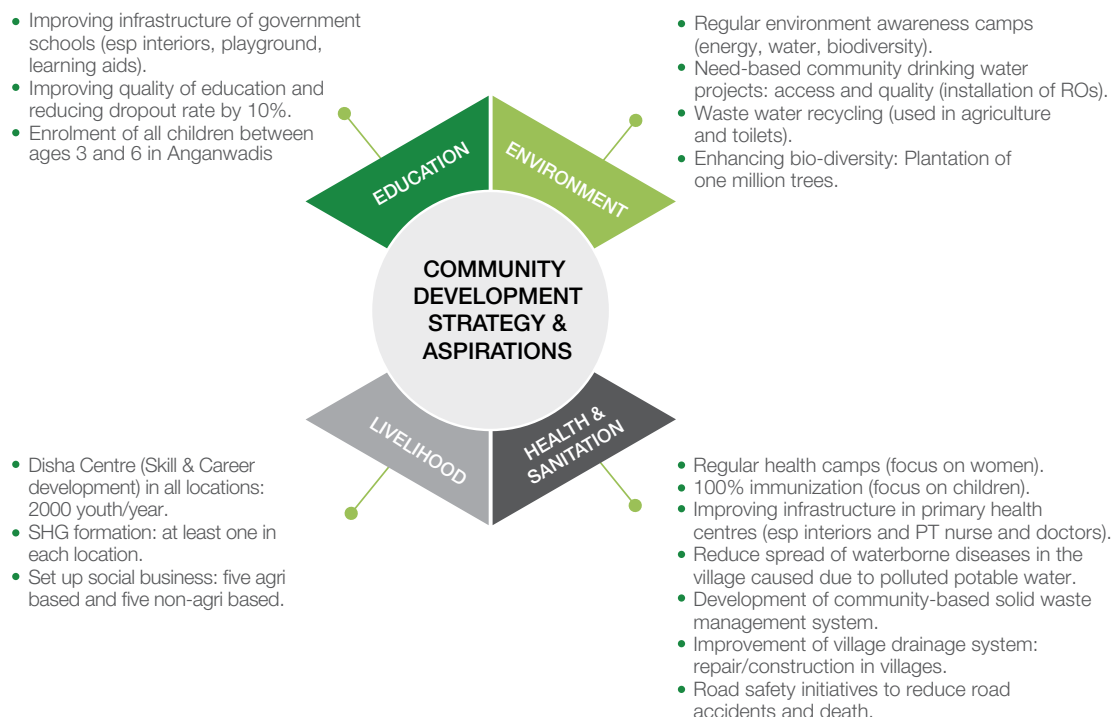 • Improving infrastructure of government
schools (esp interiors, playground,
learning aids).
• Improving quality of education and
reducing dropout rate by 10%.
• Enrolment of all children between
ages 3 and 6 in Anganwadis
• Regular environment awareness camps
(energy, water, biodiversity).
• Need-based community drinking water
projects: access and quality (installation of ROs).
• Waste water recycling (used in agriculture
and toilets).
• Enhancing bio-diversity: Plantation of
one million trees.
EDUCATION
ENVIRONMENT
COMMUNITY
DEVELOPMENT
STRATEGY &
ASPIRATIONS
LIVELIHOOD
HEALTH &
SANITATION
• Disha Centre (Skill & Career
development) in all locations:
2000 youth/year.
• SHG formation: at least one in
each location.
• Set up social business: five agri
based and five non-agri based.
• Regular health camps (focus on women).
• 100% immunization (focus on children).
• Improving infrastructure in primary health
centres (esp interiors and PT nurse and doctors).
• Reduce spread of waterborne diseases in the
village caused due to polluted potable water.
• Development of community-based solid waste
management system.
• Improvement of village drainage system:
repair/construction in villages.
• Road safety initiatives to reduce road
accidents and death.